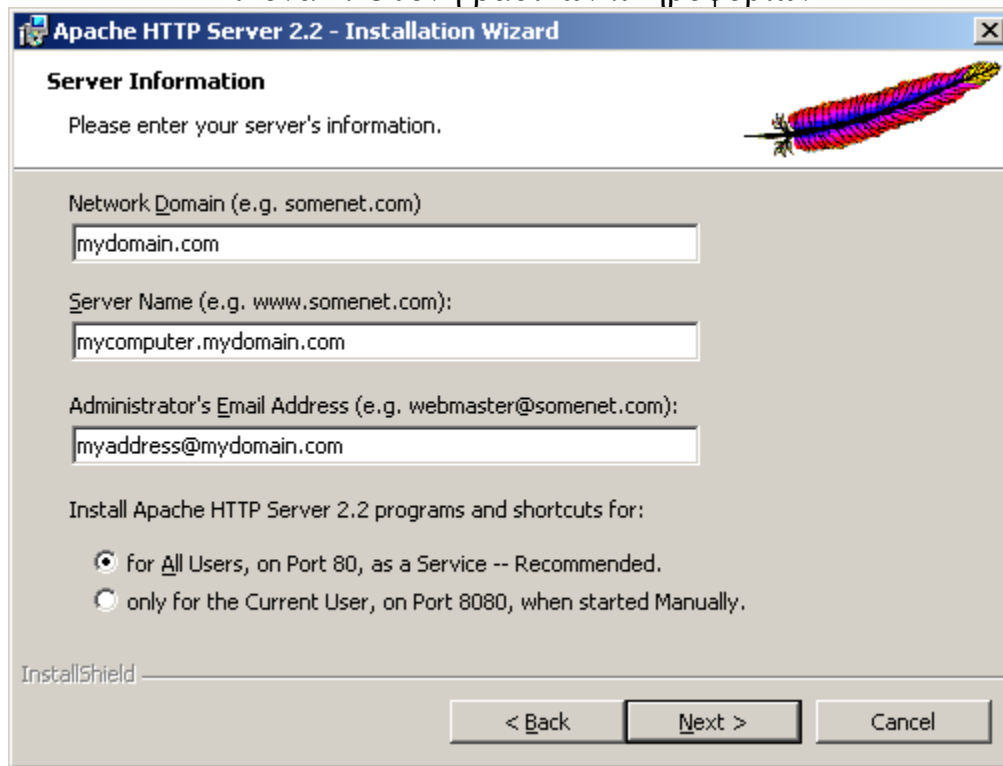 Apache HTTP Server 2.2 - Installation Wizard
Server Information
Please enter your server's information.
Network Domain (e.g. somenet.com)
mydomain.com
Server Name (e.g. www.somenet.com):
mycomputer.mydomain.com
Administrator's Email Address (e.g. webmaster@somenet.com):
myaddress@mydomain.com
Install Apache HTTP Server 2.2 programs and shortcuts for:
for All Users, on Port 80, as a Service -- Recommended.
only for the Current User, on Port 8080, when started Manually.
InstallShield
< Back
Next >
Cancel